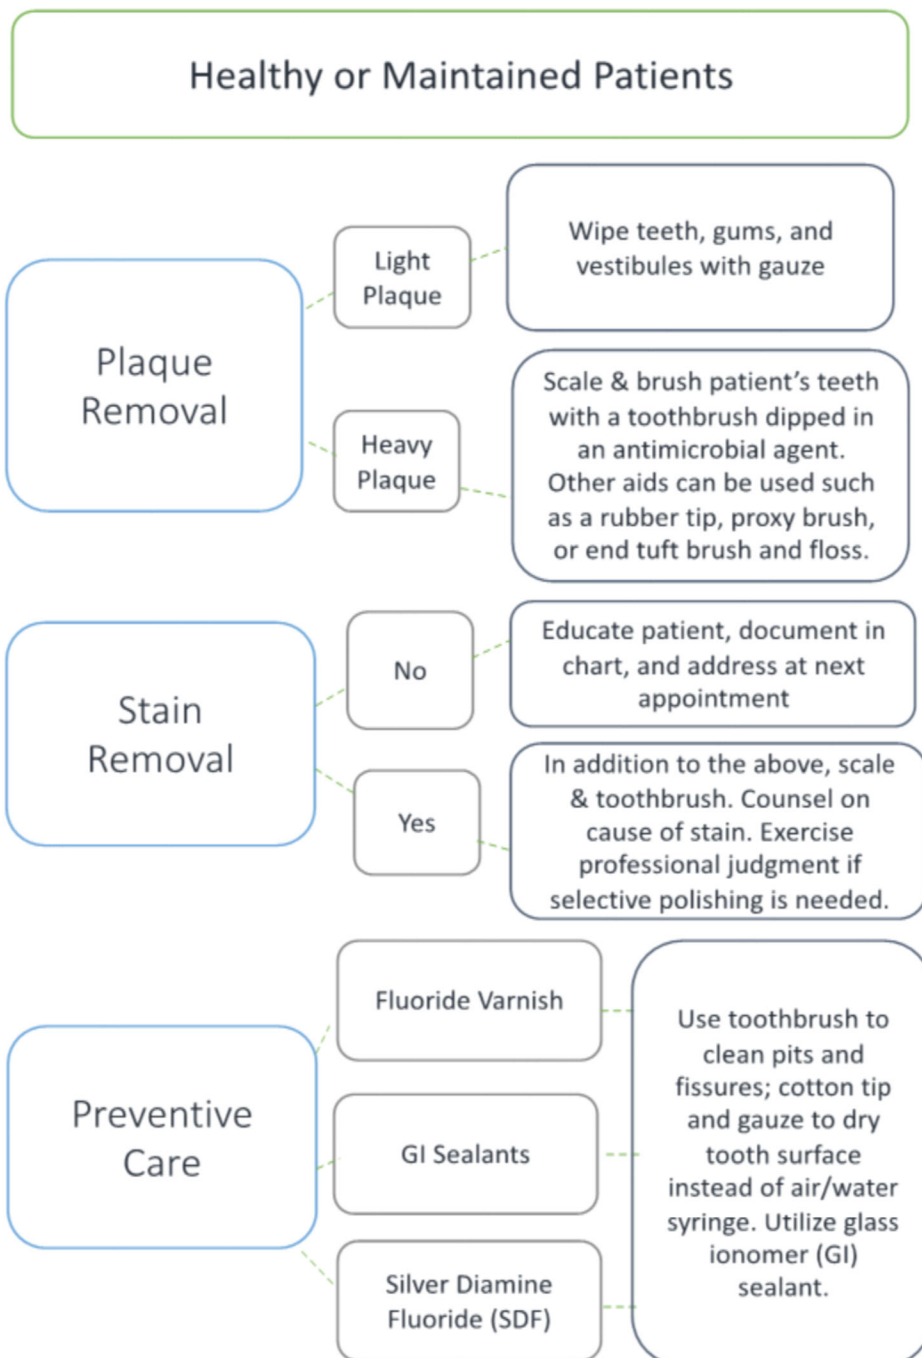 Healthy or Maintained Patients
Plaque
Removal
Light
Plaque
Wipe teeth, gums, and
vestibules with gauze
Heavy
Plaque
Scale & brush patient’s teeth
with a toothbrush dipped in
an antimicrobial agent.
Other aids can be used such
as a rubber tip, proxy brush,
or end tuft brush and floss.
Stain
Removal
No
Educate patient, document in
chart, and address at next
appointment
Yes
In addition to the above, scale
& toothbrush. Counsel on
cause of stain. Exercise
professional judgment if
selective polishing is needed.
Preventive
Care
Fluoride Varnish
GI Sealants
Silver Diamine
Fluoride (SDF)
Use toothbrush to
clean pits and
fissures; cotton tip
and gauze to dry
tooth surface
instead of air/water
syringe. Utilize glass
ionomer (GI)
sealant.